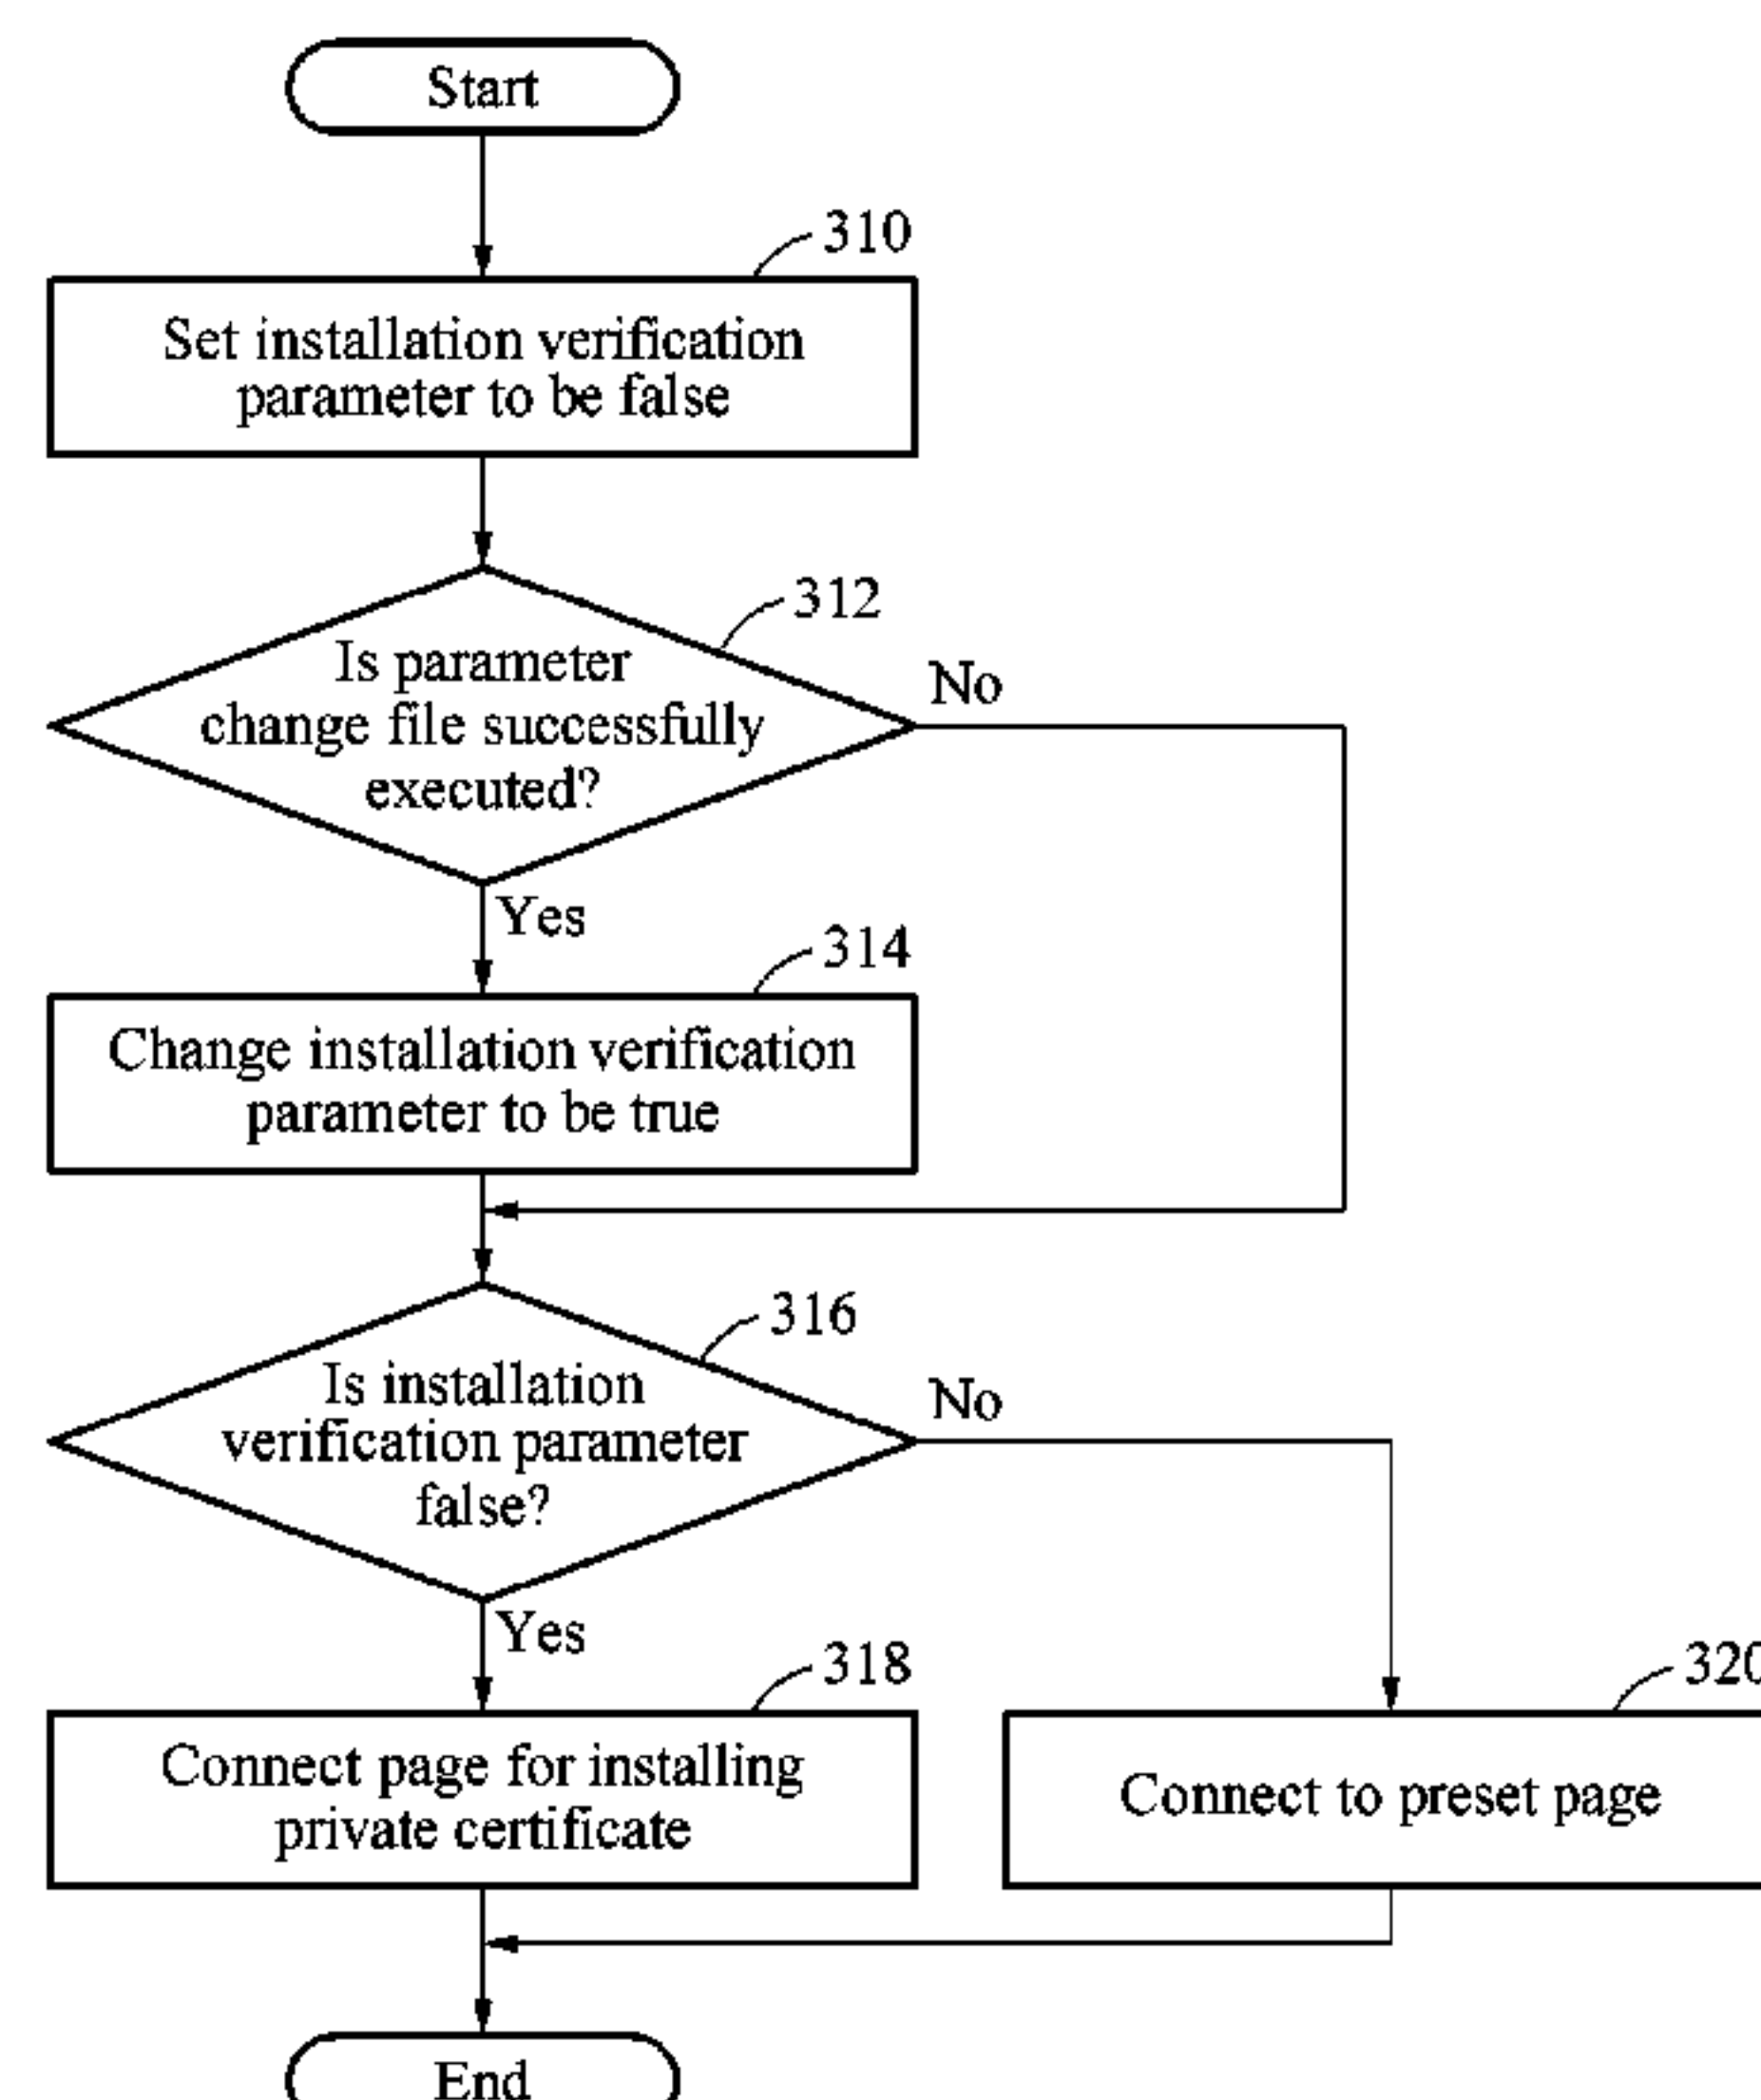 Start
310
Set installation verification
parameter to be false
312
Is parameter
change file successfully
executed?
No
Yes
314
Change installation verification
parameter to be true
316
Is installation
verification parameter
false?
No
Yes
318
Connect page for installing
private certificate
320
Connect to preset page
End